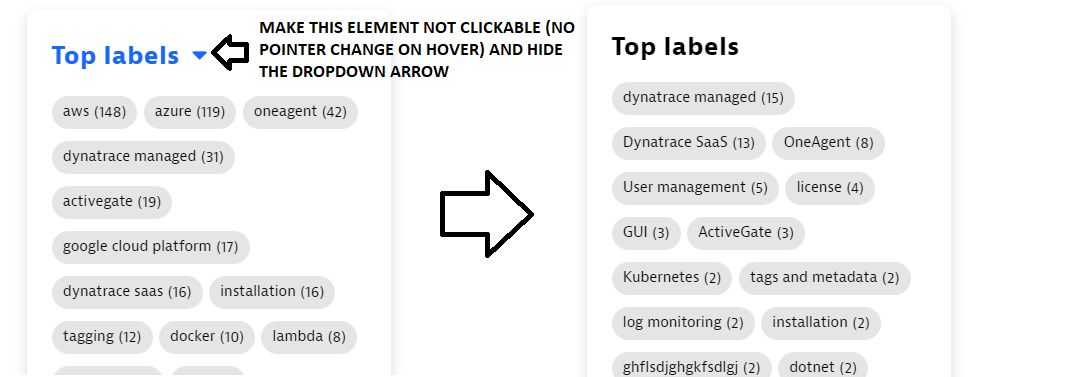 Top labels
MAKE THIS ELEMENT NOT CLICKABLE (NO
POINTER CHANGE ON HOVER) AND HIDE
THE DROPDOWN ARROW
aws (148) azure (119) oneagent (42)
dynatrace managed (31)
activegate (19)
google cloud platform (17)
dynatrace saas (16) installation (16)
tagging (12) docker (10) lambda (8)
Top labels
dynatrace managed (15)
Dynatrace SaaS (13) OneAgent (8)
User management (5) license (4)
GUI (3) ActiveGate (3)
Kubernetes (2) tags and metadata (2)
log monitoring (2) installation (2)
ghflsdjghgkfsdlgj (2) dotnet (2)